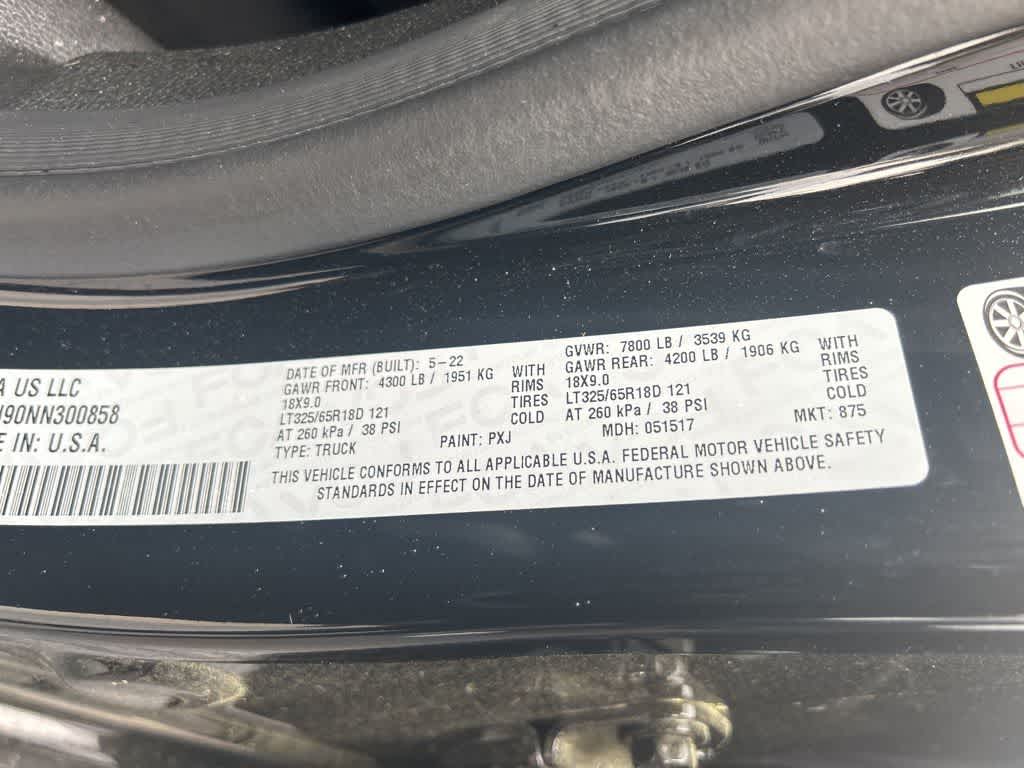 A US LLC
90NN300858
E IN: U.S.A.
DATE OF MFR (BUILT): 5-22
GAWR FRONT: 4300 LB / 1951 KG WITH
18X9.0 RIMS
LT325/65R18D 121 TIRES
AT 260 kPa / 38 PSI COLD
TYPE: TRUCK PAINT: PXJ
GVWR: 7800 LB / 3539 KG
GAWR REAR: 4200 LB / 1906 KG WITH
18X9.0 RIMS
LT325/65R18D 121 TIRES
AT 260 kPa / 38 PSI COLD
MDH: 051517 MKT: 875
THIS VEHICLE CONFORMS TO ALL APPLICABLE U.S.A. FEDERAL MOTOR VEHICLE SAFETY
STANDARDS IN EFFECT ON THE DATE OF MANUFACTURE SHOWN ABOVE.